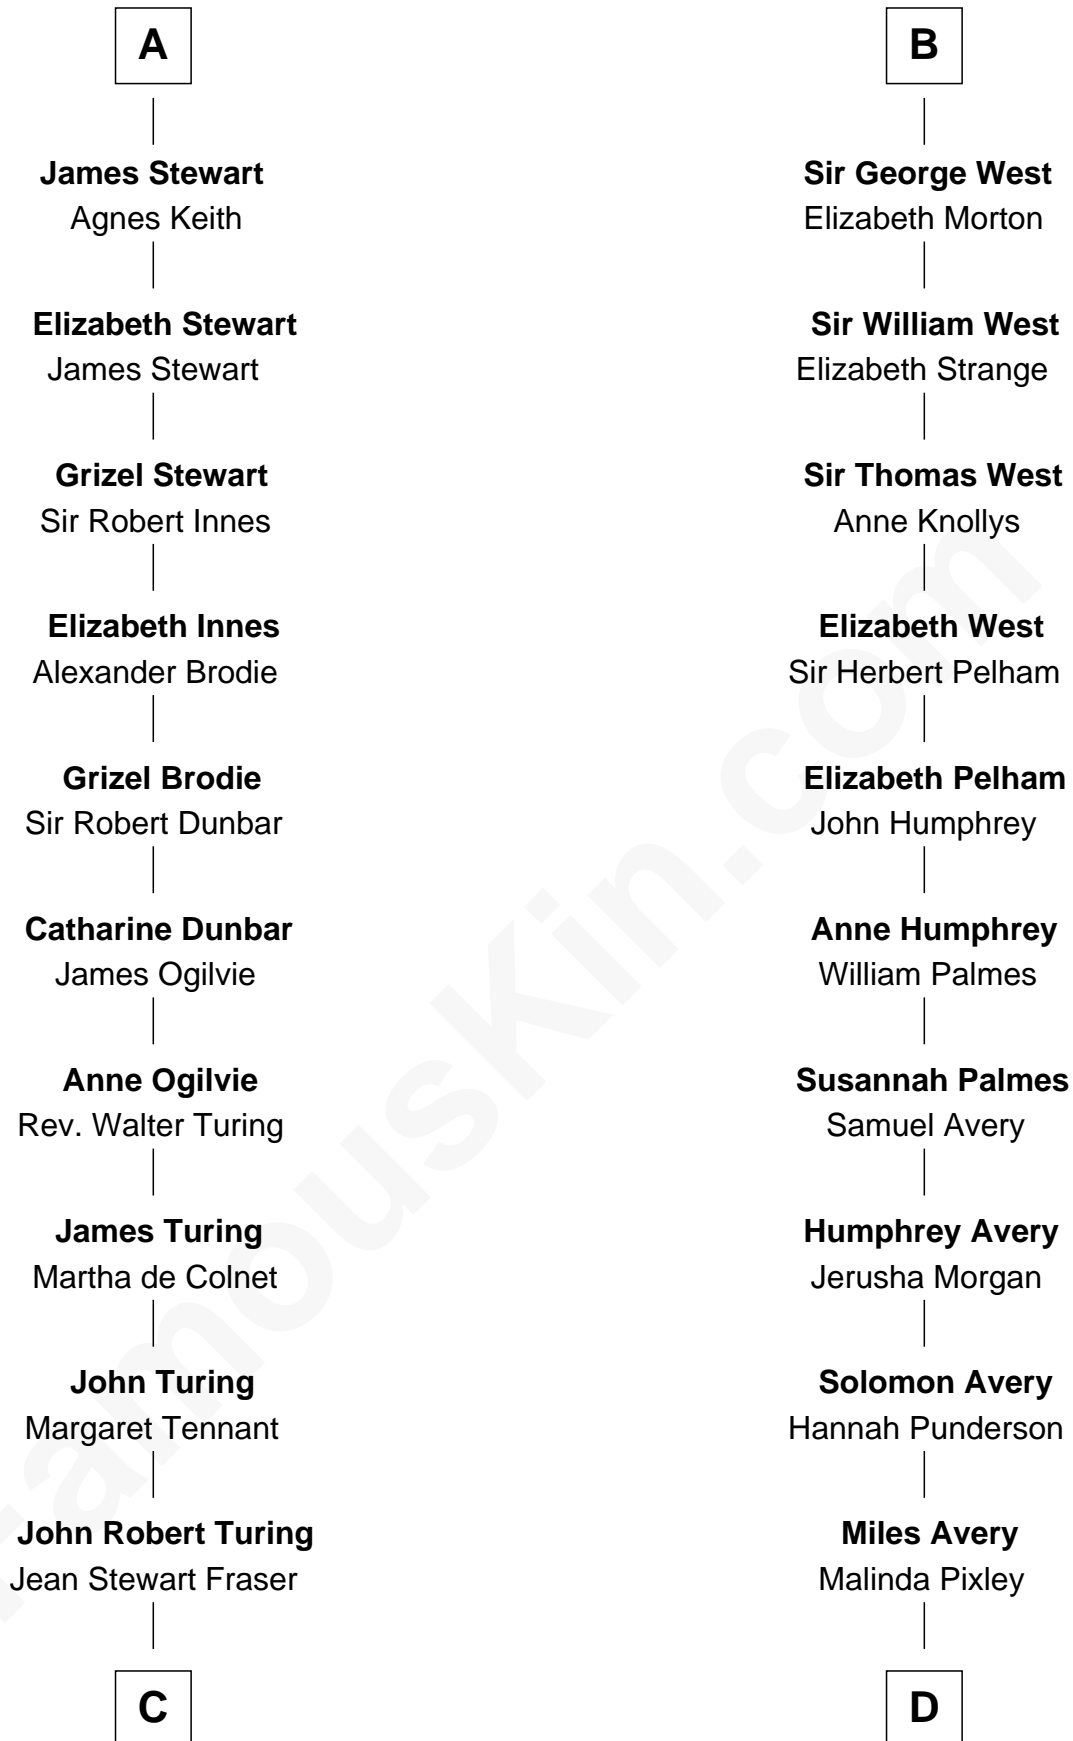 A
James Stewart
Agnes Keith
Elizabeth Stewart
James Stewart
Grizel Stewart
Sir Robert Innes
Elizabeth Innes
Alexander Brodie
Grizel Brodie
Sir Robert Dunbar
Catharine Dunbar
James Ogilvie
Anne Ogilvie
Rev. Walter Turing
James Turing
Martha de Colnet
John Turing
Margaret Tennant
John Robert Turing
Jean Stewart Fraser
C
B
Sir George West
Elizabeth Morton
Sir William West
Elizabeth Strange
Sir Thomas West
Anne Knollys
Elizabeth West
Sir Herbert Pelham
Elizabeth Pelham
John Humphrey
Anne Humphrey
William Palmes
Susannah Palmes
Samuel Avery
Humphrey Avery
Jerusha Morgan
Solomon Avery
Hannah Punderson
Miles Avery
Malinda Pixley
D
FamousKin.com